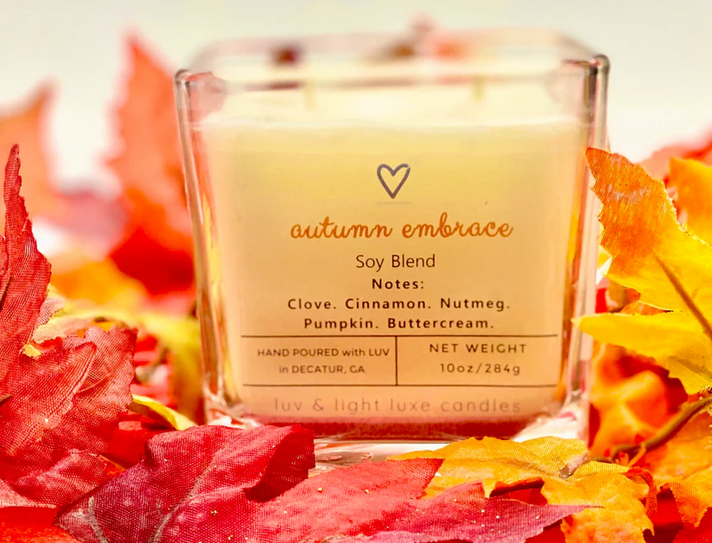 autumn embrace
Soy Blend
Notes:
Clove. Cinnamon. Nutmeg.
Pumpkin. Buttercream.
HAND POURED with LUV
in DECATUR, GA
NET WEIGHT
10oz/284g
luv & light luxe candles